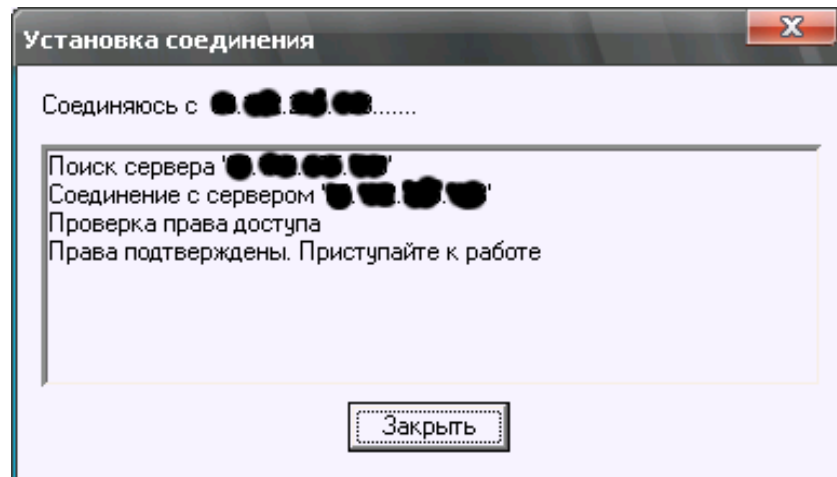 Установка соединения
Соединяюсь с . . . .......
Поиск сервера ' . . . '
Соединение с сервером ' . . . '
Проверка права доступа
Права подтверждены. Приступайте к работе
Закрыть